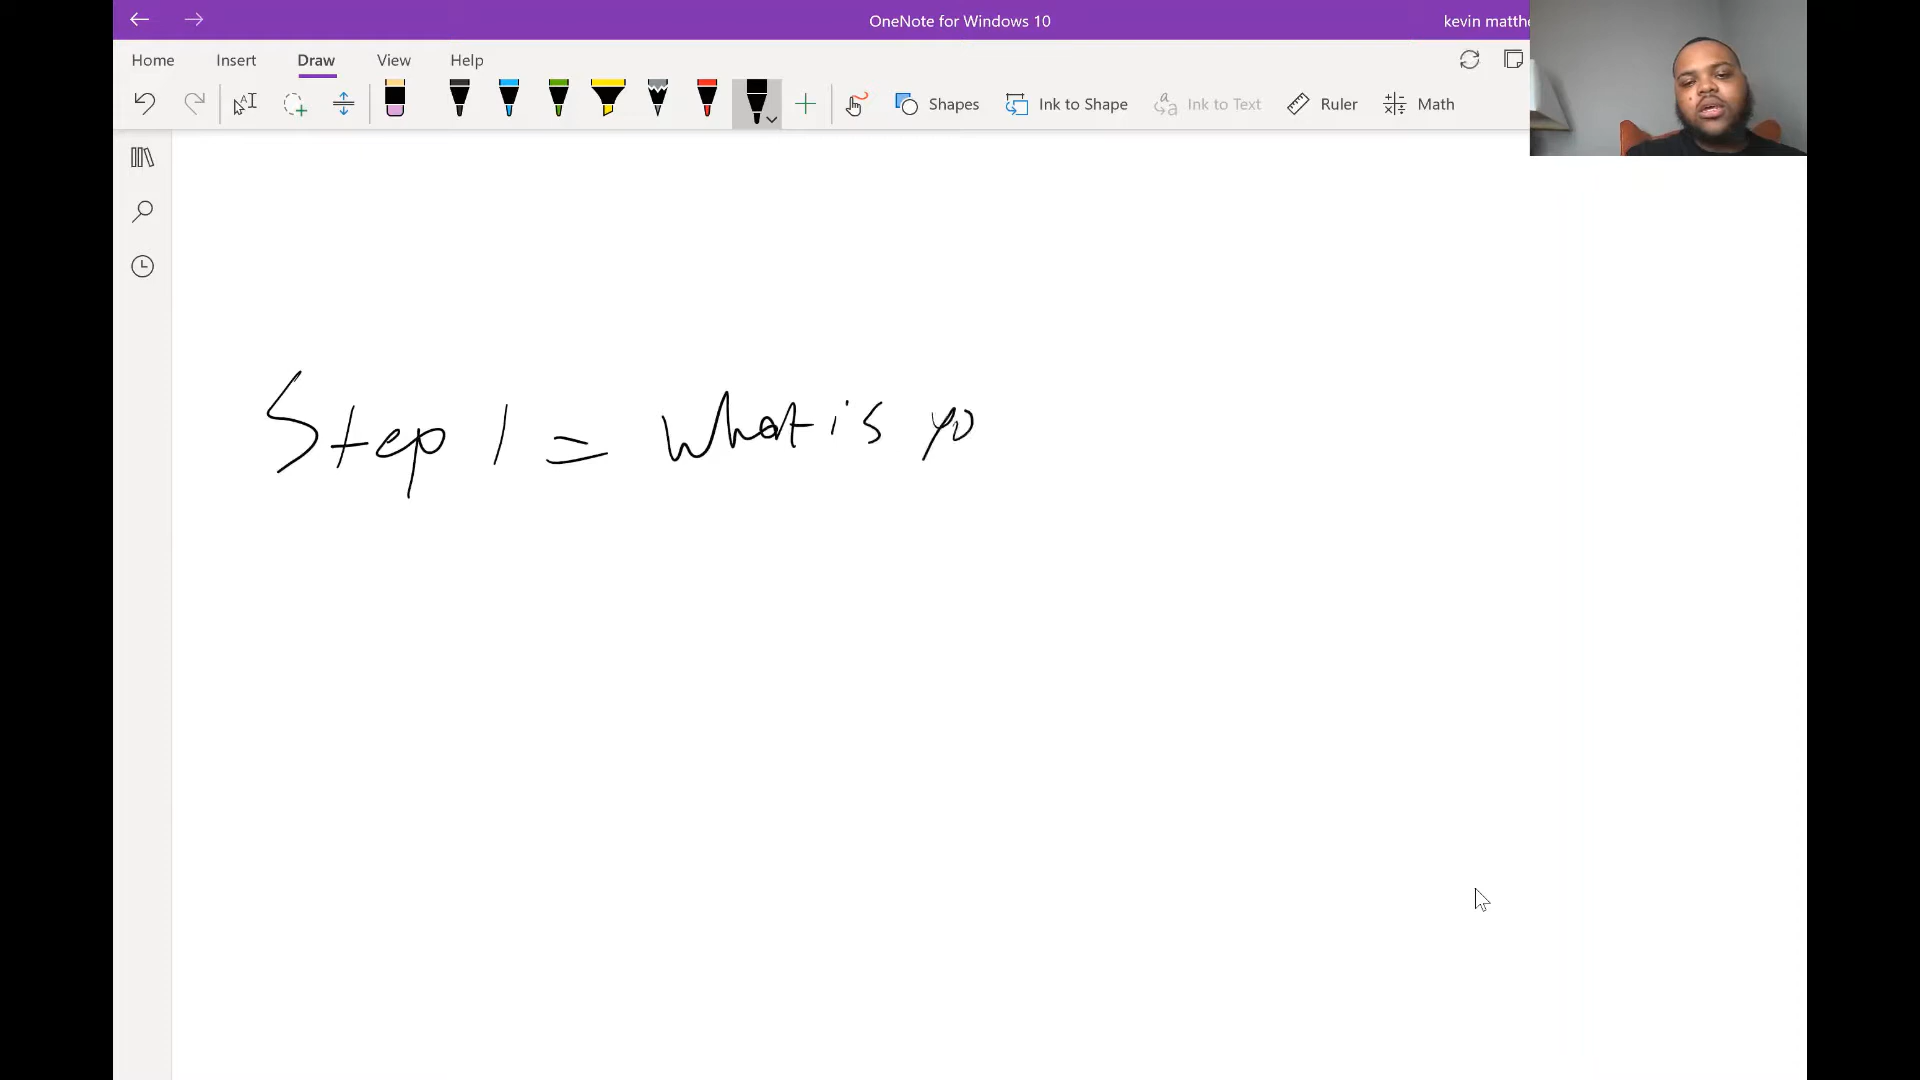 OneNote for Windows 10
kevin matthe
Home Insert Draw View Help
Shapes Ink to Shape Ink to Text Ruler Math
Step 1 = What is yo